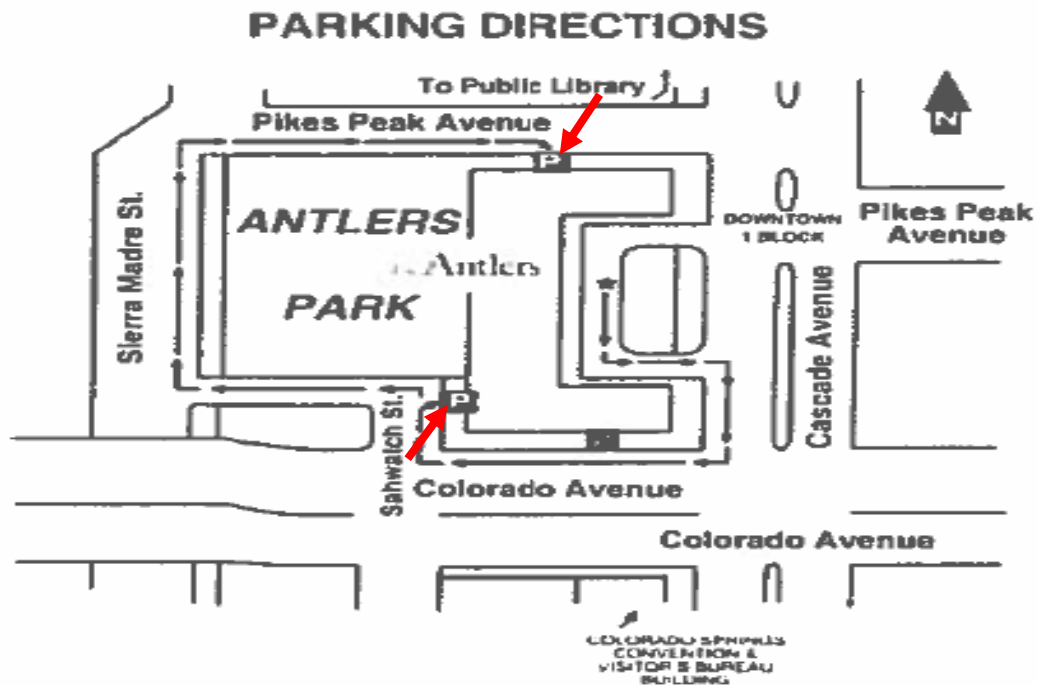 PARKING DIRECTIONS
To Public Library
Pikes Peak Avenue
P
N
Sierra Madre St.
ANTLERS
Antlers
PARK
DOWNTOWN
1 BLOCK
Pikes Peak
Avenue
Cascade Avenue
P
Sahwatch St.
Colorado Avenue
Colorado Avenue
COLORADO SPRINGS
CONVENTION &
VISITOR'S BUREAU
BUILDING